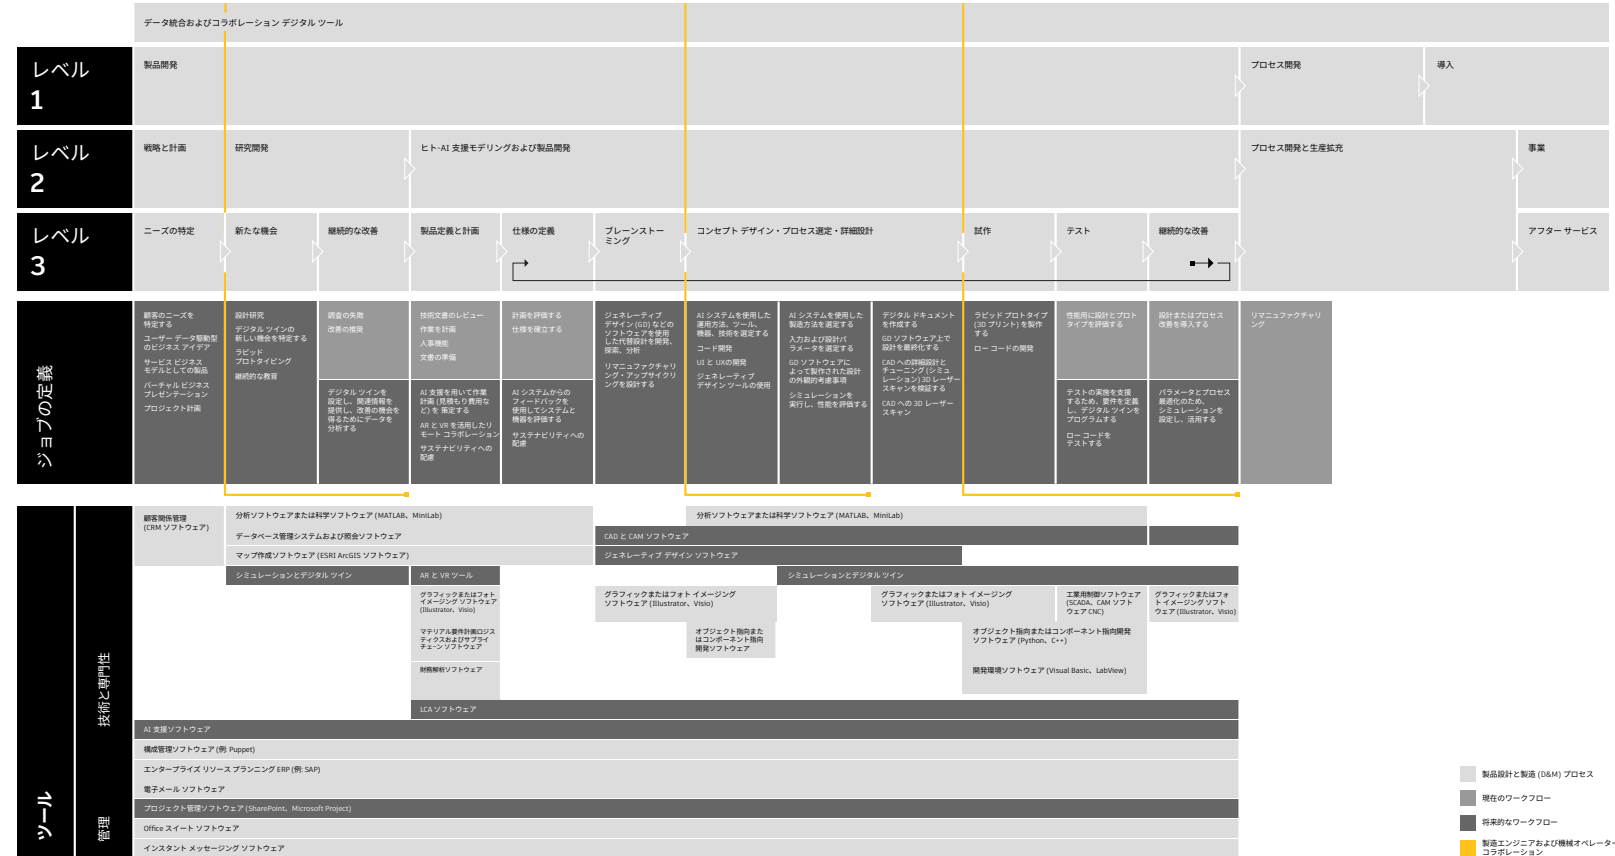 データ統合およびコラボレーション デジタル ツール
レベル
1
製品開発
プロセス開発
導入
レベル
2
戦略と計画
研究開発
ヒト-AI 支援モデリングおよび製品開発
プロセス開発と生産拡充
事業
レベル
3
ニーズの特定
新たな機会
継続的な改善
製品定義と計画
仕様の定義
ブレーンストー
ミング
コンセプト デザイン・プロセス選定・詳細設計
試作
テスト
継続的な改善
アフター サービス
ジョブの定義
顧客のニーズを
特定する
ユーザー データ駆動型
のビジネス アイデア
サービス ビジネス
モデルとしての製品
バーチャル ビジネス
プレゼンテーション
プロジェクト計画
設計研究
デジタル ツインの
新しい機会を特定する
ラピッド
プロトタイピング
継続的な教育
調査の失敗
改善の推奨
デジタル ツインを
設定し、関連情報を
提供し、改善の機会を
得るためにデータを
分析する
技術文書のレビュー
作業を計画
人事機能
文書の準備
AI 支援を用いて作業
計画 (見積もり費用な
ど) を 策定する
AR と VR を活用したリ
モート コラボレーション
サステナビリティへの
配慮
計画を評価する
仕様を確立する
AI システムからの
フィードバックを
使用してシステムと
機器を評価する
サステナビリティへの
配慮
ジェネレーティブ
デザイン (GD) などの
ソフトウェアを使用
した代替設計を開発、
探索、分析
リマニュファクチャリ
ング・アップサイクリ
ングを設計する
AI システムを使用した
運用方法、ツール、
機器、技術を選定する
コード開発
UI と UXの開発
ジェネレーティブ
デザイン ツールの使用
AI システムを使用した
製造方法を選定する
入力および設計パ
ラメータを選定する
GD ソフトウェアに
よって製作された設計
の外観的考慮事項
シミュレーションを
実行し、性能を評価する
デジタル ドキュメント
を作成する
GD ソフトウェア上で
設計を最終化する
CAD への詳細設計と
チューニング (シミュ
レーション) 3D レーザー
スキャンを検証する
CAD への 3D レーザー
スキャン
ラピッド プロトタイプ
(3D プリント) を製作
する
ロー コードの開発
性能用に設計とプロト
タイプを評価する
テストの実施を支援
するため、要件を定義
し、デジタル ツインを
プログラムする
ロー コードを
テストする
設計またはプロセス
改善を導入する
パラメータとプロセス
最適化のため、
シミュレーションを
設定し、活用する
リマニュファクチャリ
ング
ツール
技術と専門性
管理
顧客関係管理
(CRM ソフトウェア)
分析ソフトウェアまたは科学ソフトウェア (MATLAB、MiniLab)
分析ソフトウェアまたは科学ソフトウェア (MATLAB、MiniLab)
データベース管理システムおよび照会ソフトウェア
CAD と CAM ソフトウェア
マップ作成ソフトウェア (ESRI ArcGIS ソフトウェア)
ジェネレーティブ デザイン ソフトウェア
シミュレーションとデジタル ツイン
AR と VR ツール
シミュレーションとデジタル ツイン
グラフィックまたはフォト
イメージング ソフトウェア
(Illustrator、Visio)
グラフィックまたはフォト イメージング
ソフトウェア (Illustrator、Visio)
グラフィックまたはフォト イメージング
ソフトウェア (Illustrator、Visio)
工業用制御ソフトウェア
(SCADA、CAM ソフト
ウェア CNC)
グラフィックまたはフォ
ト イメージング ソフト
ウェア (Illustrator、Visio)
マテリアル要件計画ロジス
ティクスおよびサプライ
チェーン ソフトウェア
オブジェクト指向また
はコンポーネント指向
開発ソフトウェア
オブジェクト指向またはコンポーネント指向開発
ソフトウェア (Python、C++)
財務解析ソフトウェア
開発環境ソフトウェア (Visual Basic、LabView)
LCA ソフトウェア
AI 支援ソフトウェア
構成管理ソフトウェア (例: Puppet)
エンタープライズ リソース プランニング ERP (例: SAP)
電子メール ソフトウェア
プロジェクト管理ソフトウェア (SharePoint、Microsoft Project)
Office スイート ソフトウェア
インスタント メッセージング ソフトウェア
製品設計と製造 (D&M) プロセス
現在のワークフロー
将来的なワークフロー
製造エンジニアおよび機械オペレーター
コラボレーション